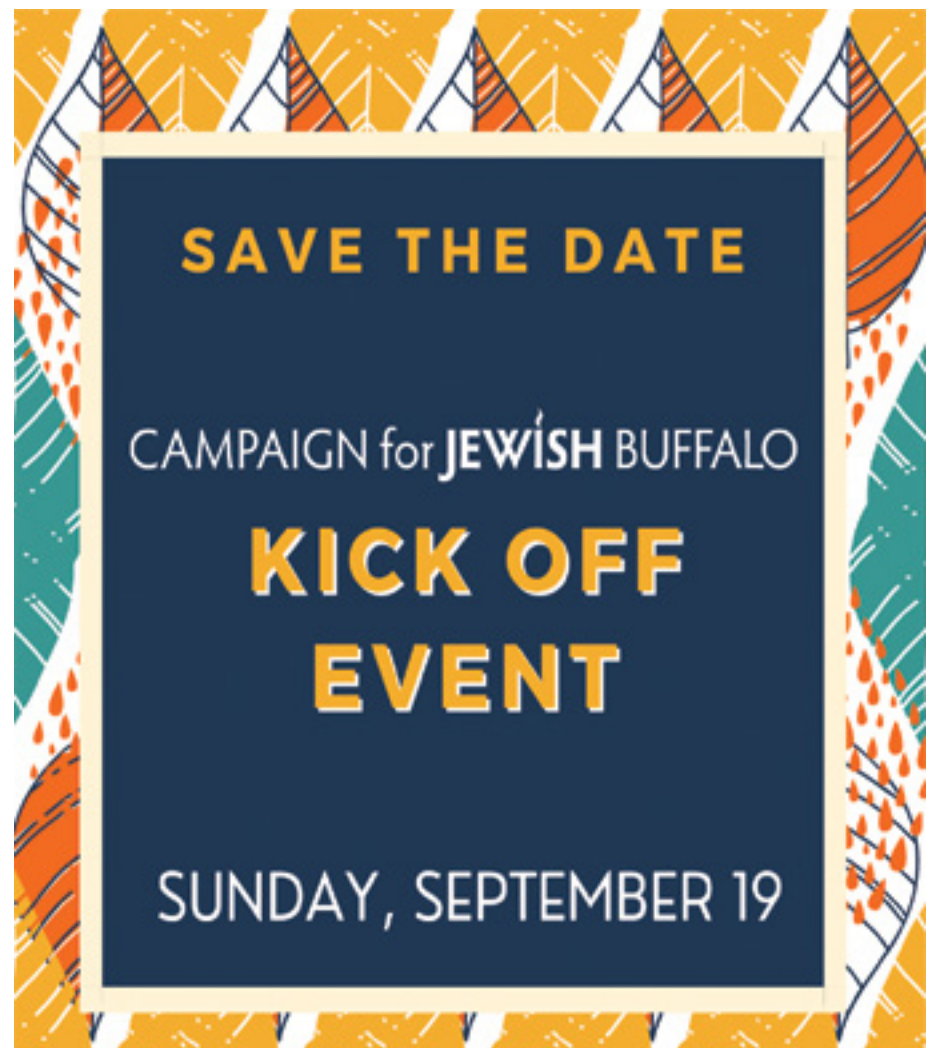 SAVE THE DATE
CAMPAIGN for JEWISH BUFFALO
KICK OFF
EVENT
SUNDAY, SEPTEMBER 19